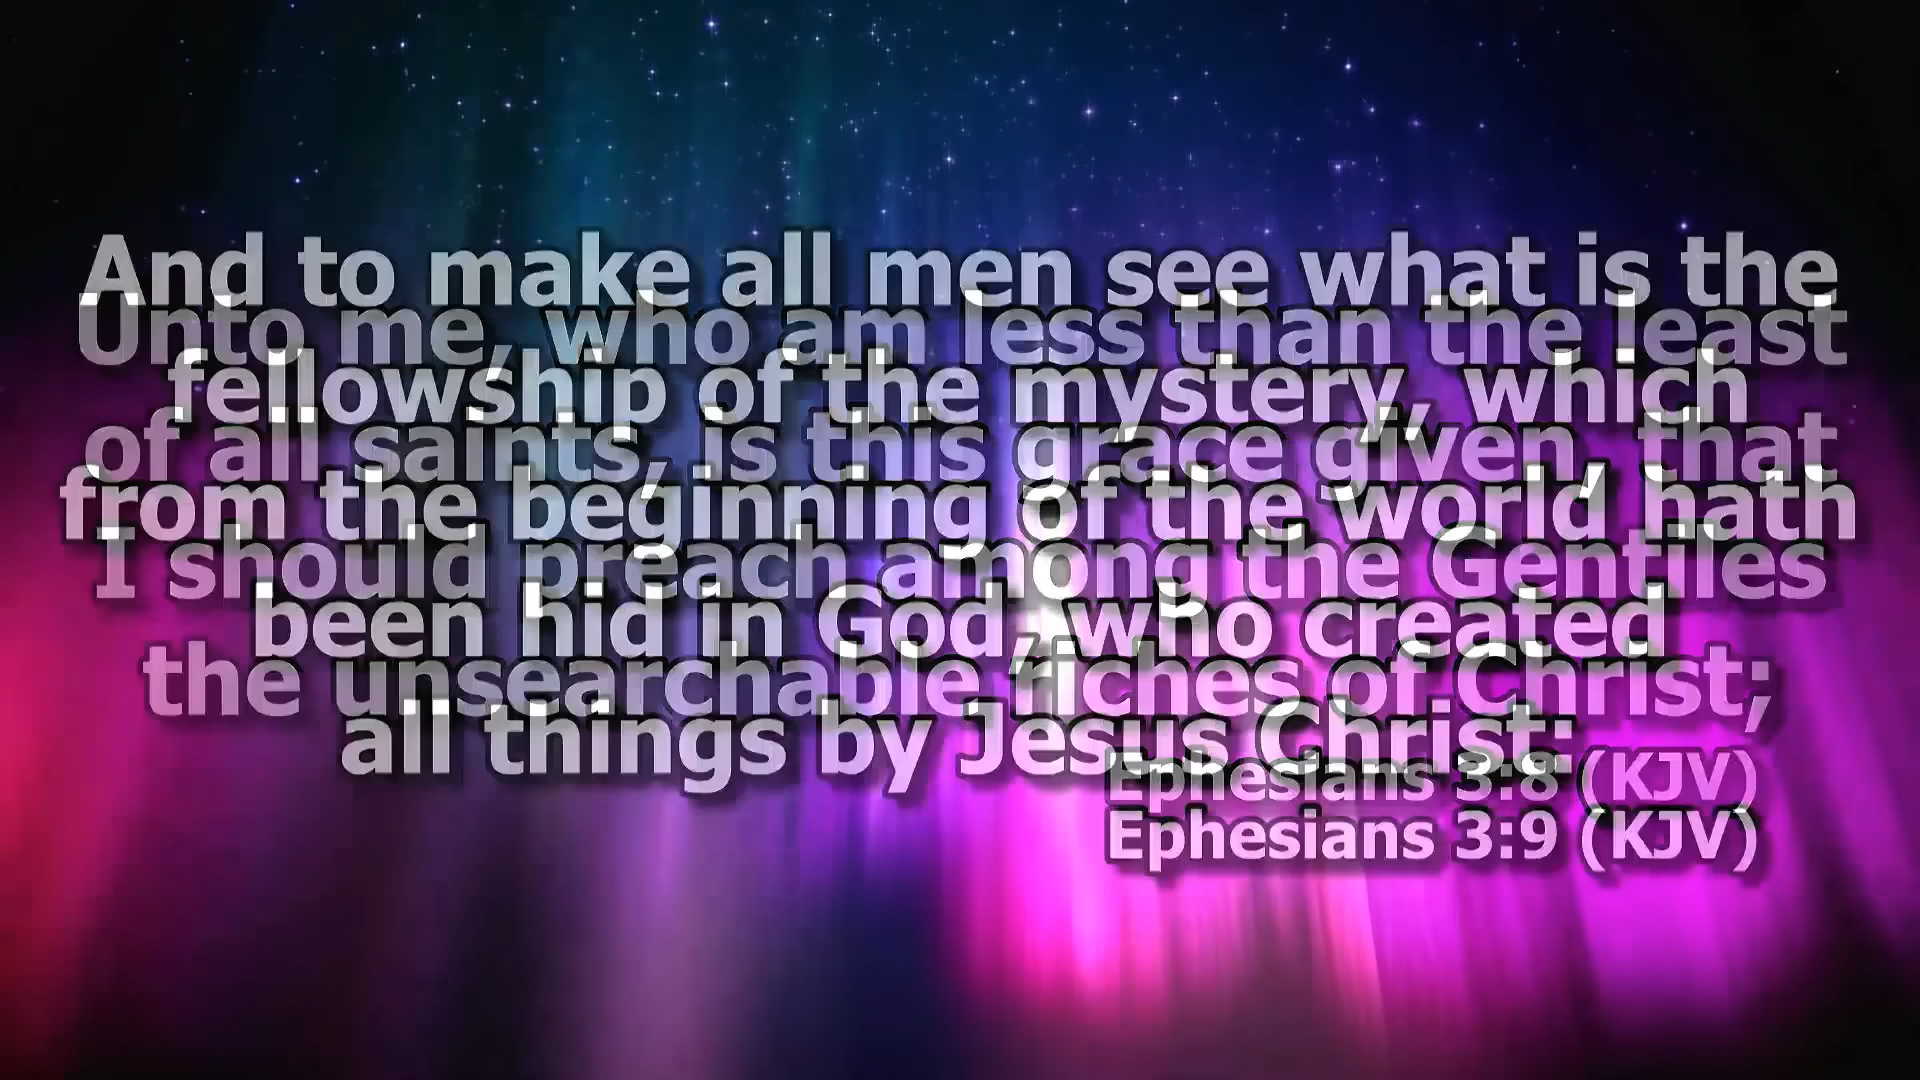 And to make all men see what is the
Unto me, who am less than the least
fellowship of the mystery, which
of all saints, is this grace given, that
from the beginning of the world hath
I should preach among the Gentiles
been hid in God, who created
the unsearchable riches of Christ;
all things by Jesus Christ:
Ephesians 3:8 (KJV)
Ephesians 3:9 (KJV)